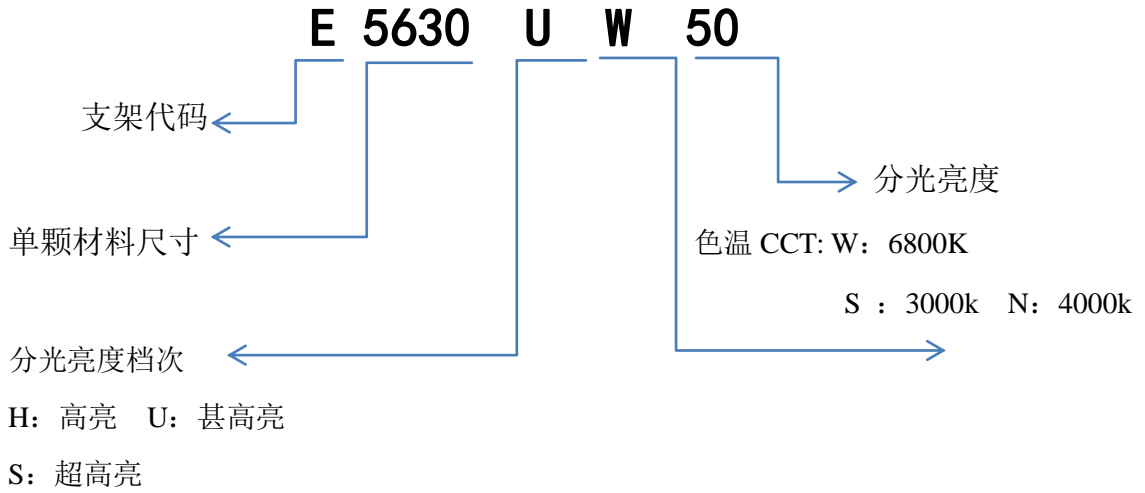 E 5630 U W 50
支架代码
分光亮度
单颗材料尺寸
色温 CCT: W：6800K
S ：3000k N：4000k
分光亮度档次
H：高亮 U：甚高亮
S：超高亮